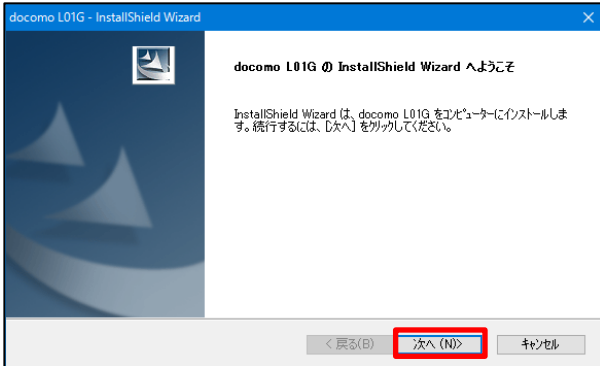 docomo L01G - InstallShield Wizard
docomo L01G の InstallShield Wizard へようこそ
InstallShield Wizard は、docomo L01G をコンピューターにインストールしま
す。続行するには、[次へ] をクリックしてください。
< 戻る(B)
次へ (N)>
キャンセル